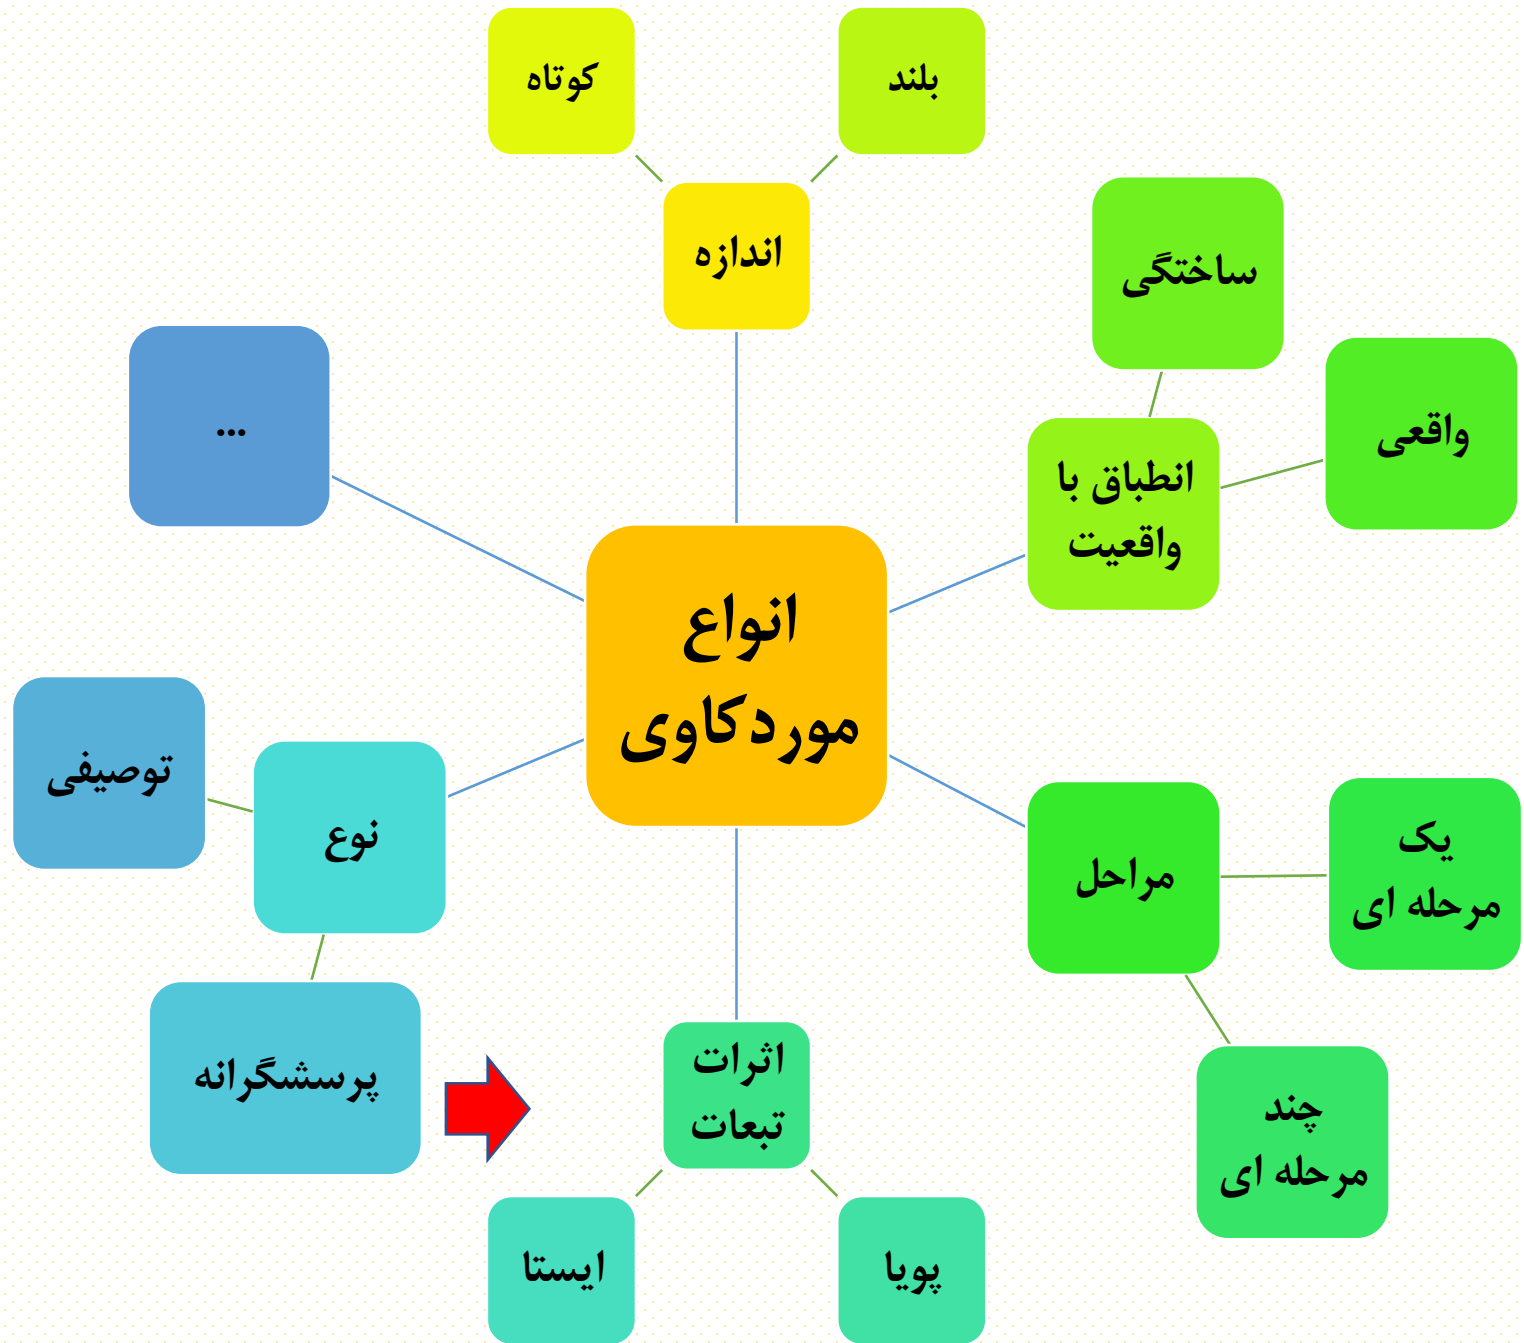 کوتاه
بلند
اندازه
ساختگی
واقعی
انطباق با
واقعیت
...
انواع
موردکاوی
توصیفی
نوع
پرسشگرانه
مراحل
یک
مرحله ای
چند
مرحله ای
اثرات
تبعات
ایستا
پویا